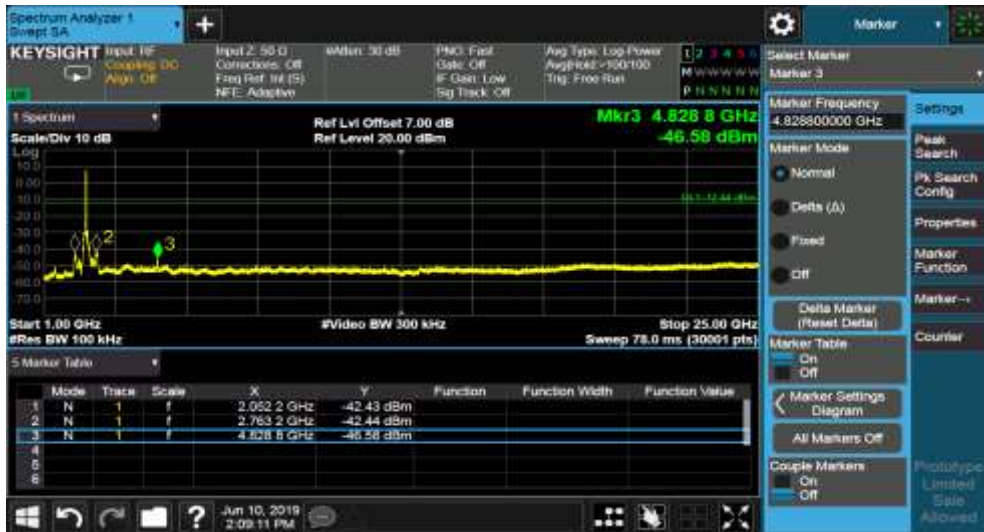 Spectrum Analyzer 1
Swept SA
+
Marker
KEYSIGHT
Input: RF
Coupling: DC
Align: Off
Input Z: 50 Ω
Corrections: Off
Freq Ref: Int (S)
NFE: Adaptive
#Atten: 30 dB
PNO: Fast
Gate: Off
IF Gain: Low
Sig Track: Off
Avg Type: Log-Power
Avg|Hold:>100/100
Trig: Free Run
1 2 3 4 5 6
M W W W W W
P N N N N N
Select Marker
Marker 3
1 Spectrum
Scale/Div 10 dB
Ref Lvl Offset 7.00 dB
Ref Level 20.00 dBm
Mkr3 4.828 8 GHz
-46.58 dBm
Log
10.0
0.00
-10.0
-20.0
-30.0
-40.0
-50.0
-60.0
-70.0
DL1 -12.44 dBm
2
3
Start 1.00 GHz
#Res BW 100 kHz
#Video BW 300 kHz
Stop 25.00 GHz
Sweep 78.0 ms (30001 pts)
5 Marker Table
Mode Trace Scale X Y Function Function Width Function Value
1 N 1 f 2.052 2 GHz -42.43 dBm
2 N 1 f 2.763 2 GHz -42.44 dBm
3 N 1 f 4.828 8 GHz -46.58 dBm
4
5
6
Marker Frequency
4.828800000 GHz
Marker Mode
Normal
Delta (Δ)
Fixed
Off
Delta Marker
(Reset Delta)
Marker Table
On
Off
Marker Settings
Diagram
All Markers Off
Couple Markers
On
Off
Settings
Peak
Search
Pk Search
Config
Properties
Marker
Function
Marker→
Counter
Prototype
Limited
Sale
Allowed
?
Jun 10, 2019
2:09:11 PM